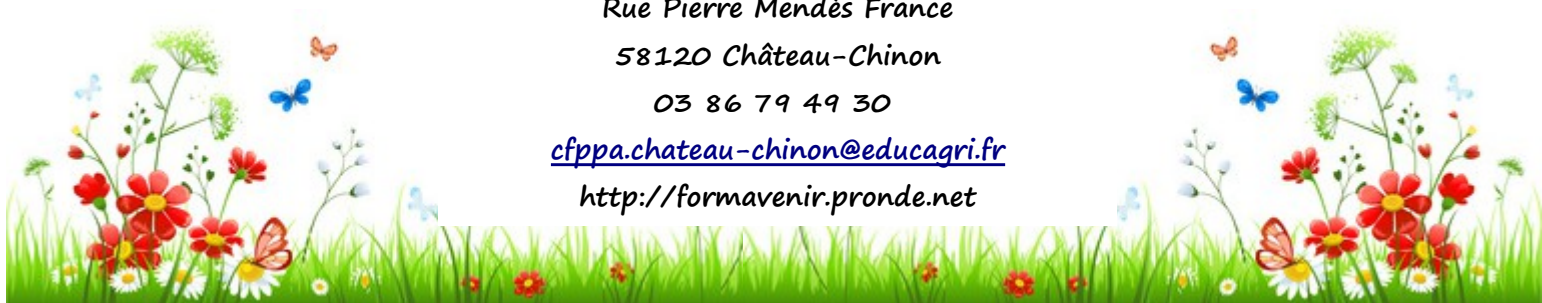 Rue Pierre Mendès France
58120 Château-Chinon
03 86 79 49 30
cfppa.chateau-chinon@educagri.fr
http://formavenir.pronde.net